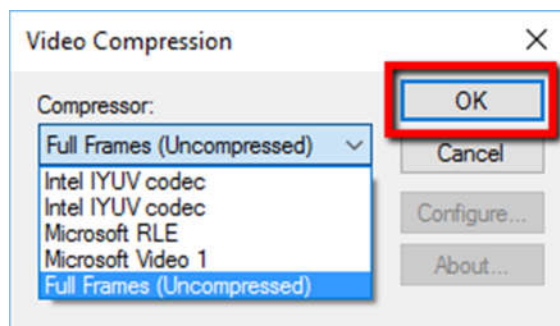 Video Compression
Compressor:
Full Frames (Uncompressed)
Intel IYUV codec
Intel IYUV codec
Microsoft RLE
Microsoft Video 1
Full Frames (Uncompressed)
OK
Cancel
Configure...
About...